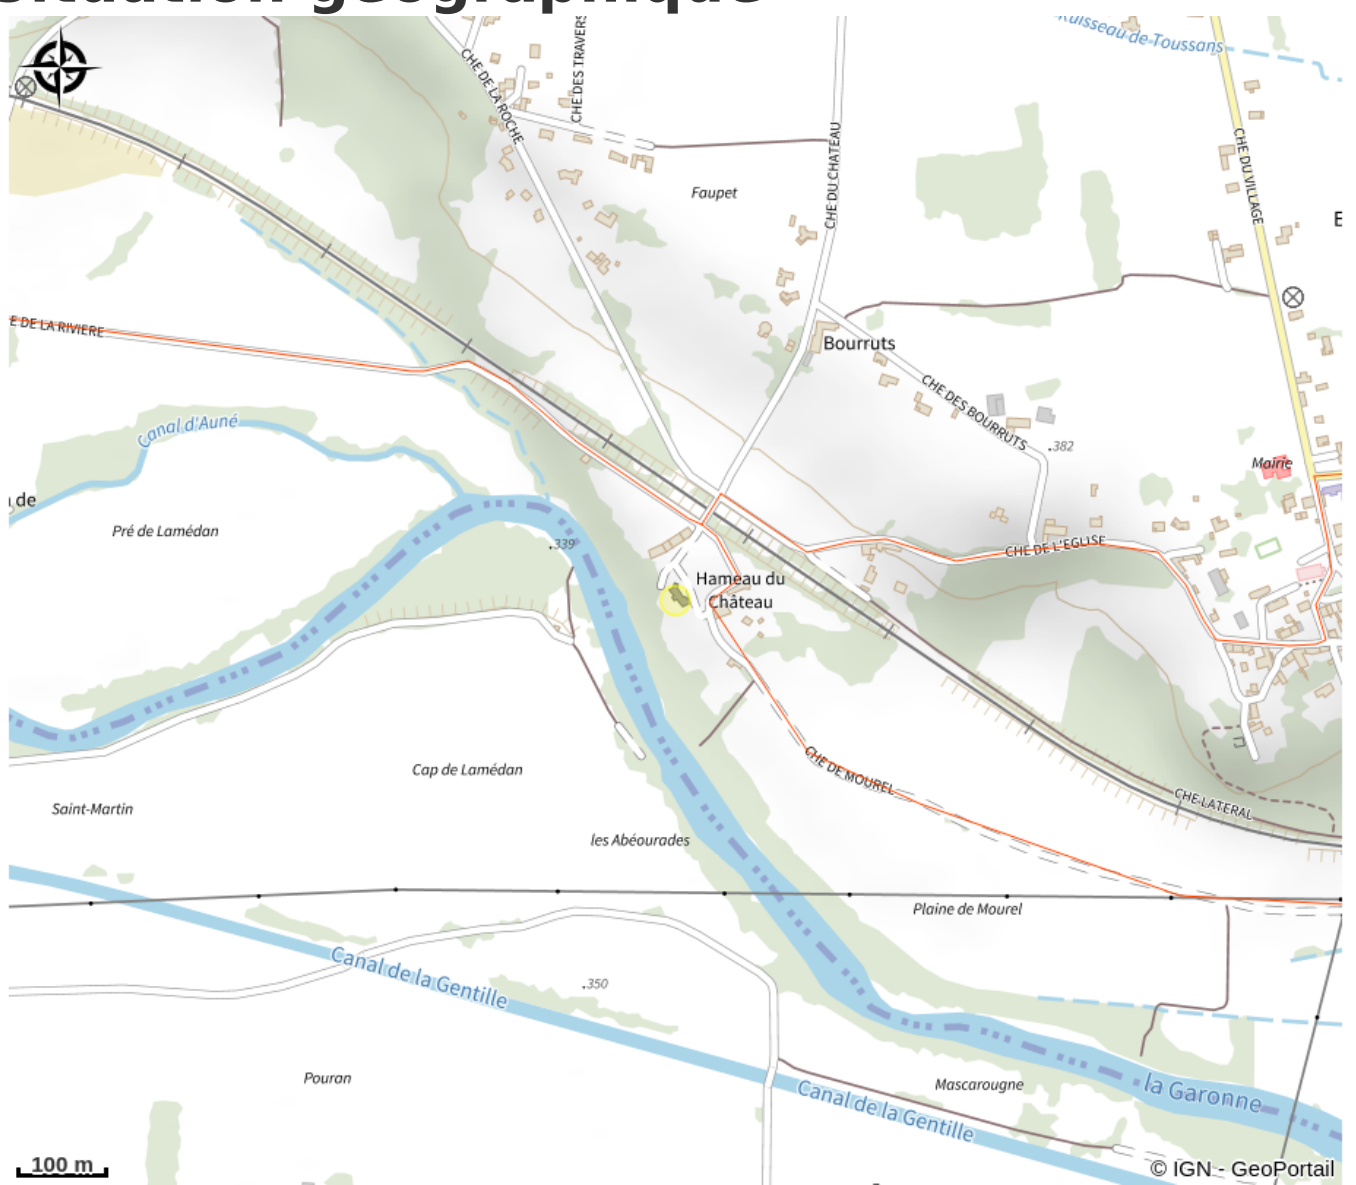 Situation géographique
Ruisseau de Toussans
CHE DE LA ROCHE
CHE DES TRAVERS
CHE DU CHATEAU
CHE DU VILLAGE
Faupet
E
E DE LA RIVIERE
Bourruts
CHE DES BOURRUTS
.382
Mairie
Canal d'Auné
de
Pré de Lamédan
.339
CHE DE L'EGLISE
Hameau du
Château
Cap de Lamédan
CHE DE MOUREL
CHE LATERAL
Saint-Martin
les Abéourades
Plaine de Mourel
Canal de la Gentille
.350
Pouran
Mascarougne
la Garonne
Canal de la Gentille
100 m
© IGN - GeoPortail